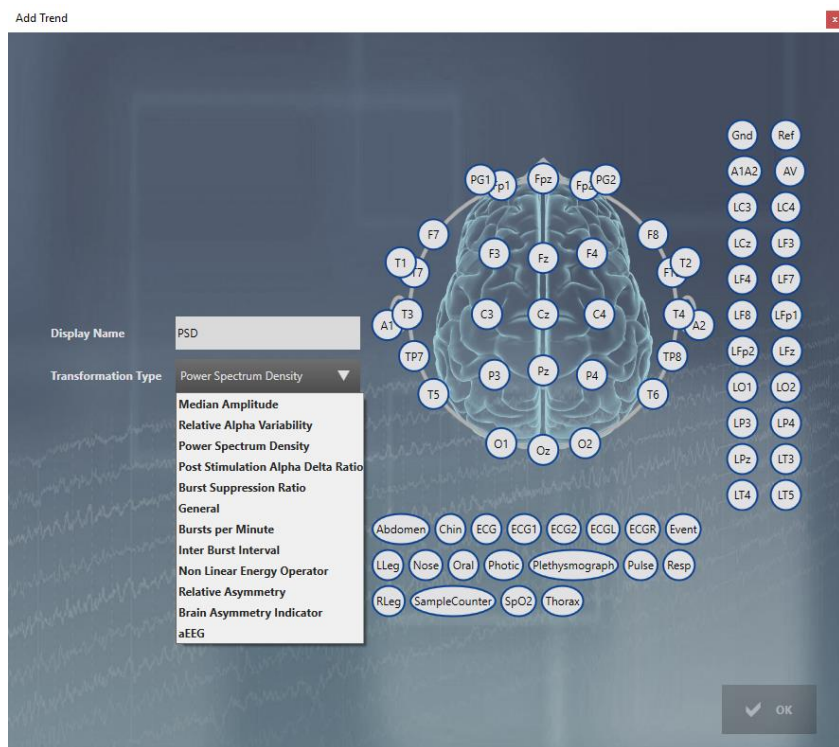 Add Trend
x
Gnd Ref
PG1 Fp1 Fpz PG2
A1A2 AV
LC3 LC4
F7 F8
LCz LF3
F3 Fz F4
T1 T7 T2
LF4 LF7
T3 C3 Cz C4 T4
LF8 LFp1
A1 A2
Display Name PSD
TP7 TP8
LFp2 LFz
Transformation Type Power Spectrum Density
P3 Pz P4
LO1 LO2
T5 T6
Median Amplitude
Relative Alpha Variability
LP3 LP4
Power Spectrum Density
O1 Oz O2
Post Stimulation Alpha Delta Ratio
LPz LT3
Burst Suppression Ratio
LT4 LT5
General
Bursts per Minute
Abdomen Chin ECG ECG1 ECG2 ECGL ECGR Event
Inter Burst Interval
Non Linear Energy Operator
LLeg Nose Oral Photic Plethysmograph Pulse Resp
Relative Asymmetry
RLeg SampleCounter SpO2 Thorax
Brain Asymmetry Indicator
aEEG
OK